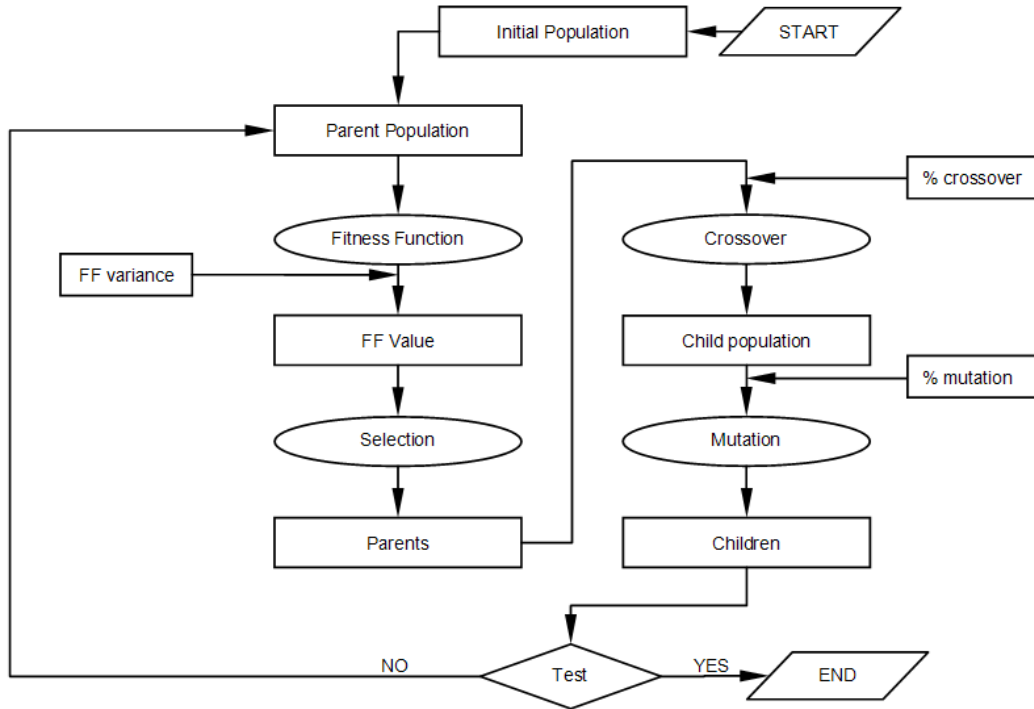 Initial Population
START
Parent Population
% crossover
Fitness Function
Crossover
FF variance
FF Value
Child population
% mutation
Selection
Mutation
Parents
Children
NO
Test
YES
END